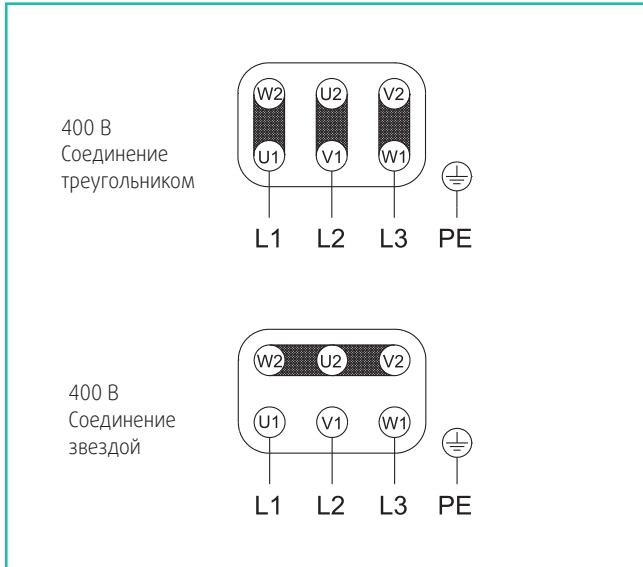 W2 U2 V2
400 В
Соединение
треугольником
U1 V1 W1
L1 L2 L3 PE
W2 U2 V2
400 В
Соединение
звездой
U1 V1 W1
L1 L2 L3 PE